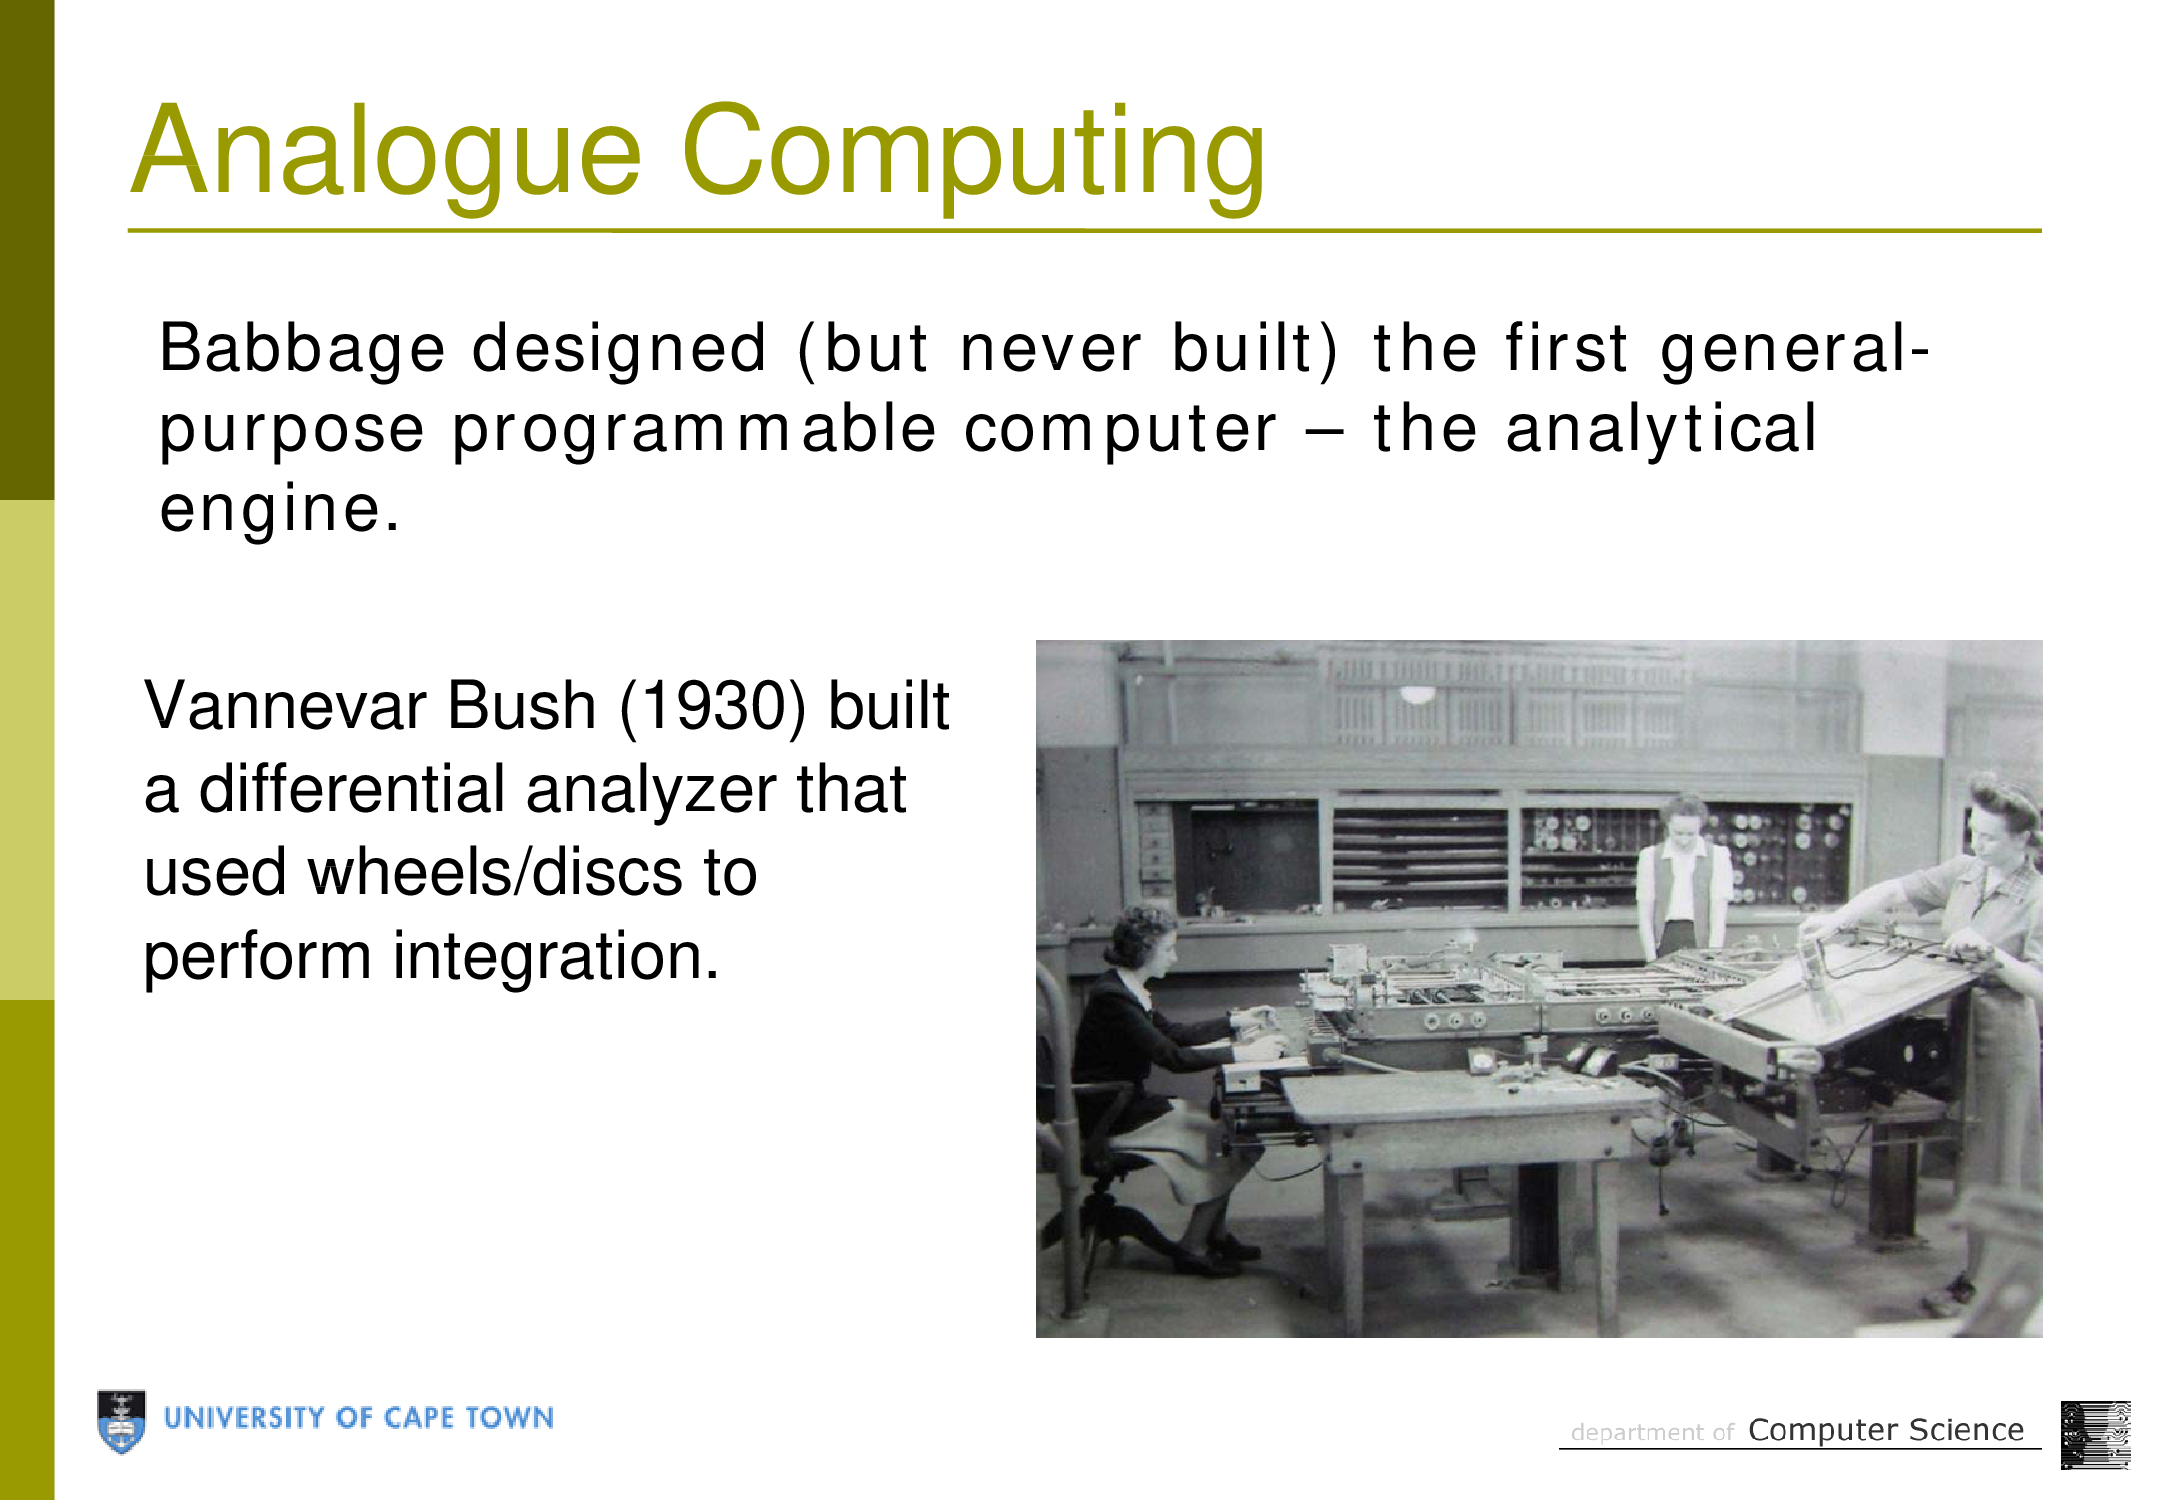 Analogue Computing
Babbage designed (but never built) the first general-
purpose programmable computer – the analytical
engine.
Vannevar Bush (1930) built
a differential analyzer that
used wheels/discs to
perform integration.
UNIVERSITY OF CAPE TOWN
department of Computer Science